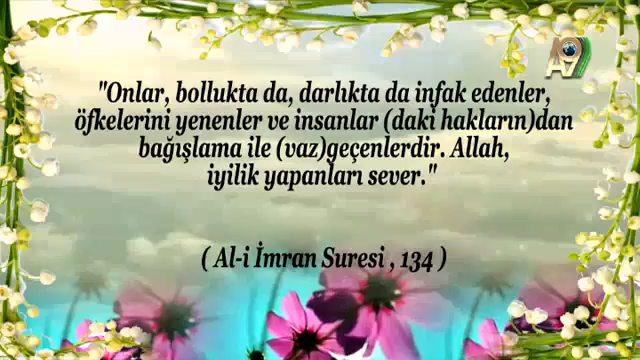 A9
"Onlar, bollukta da, darlıkta da infak edenler,
öfkelerini yenenler ve insanlar (daki hakların)dan
bağışlama ile (vaz)geçenlerdir. Allah,
iyilik yapanları sever."
( Al-i İmran Suresi , 134 )